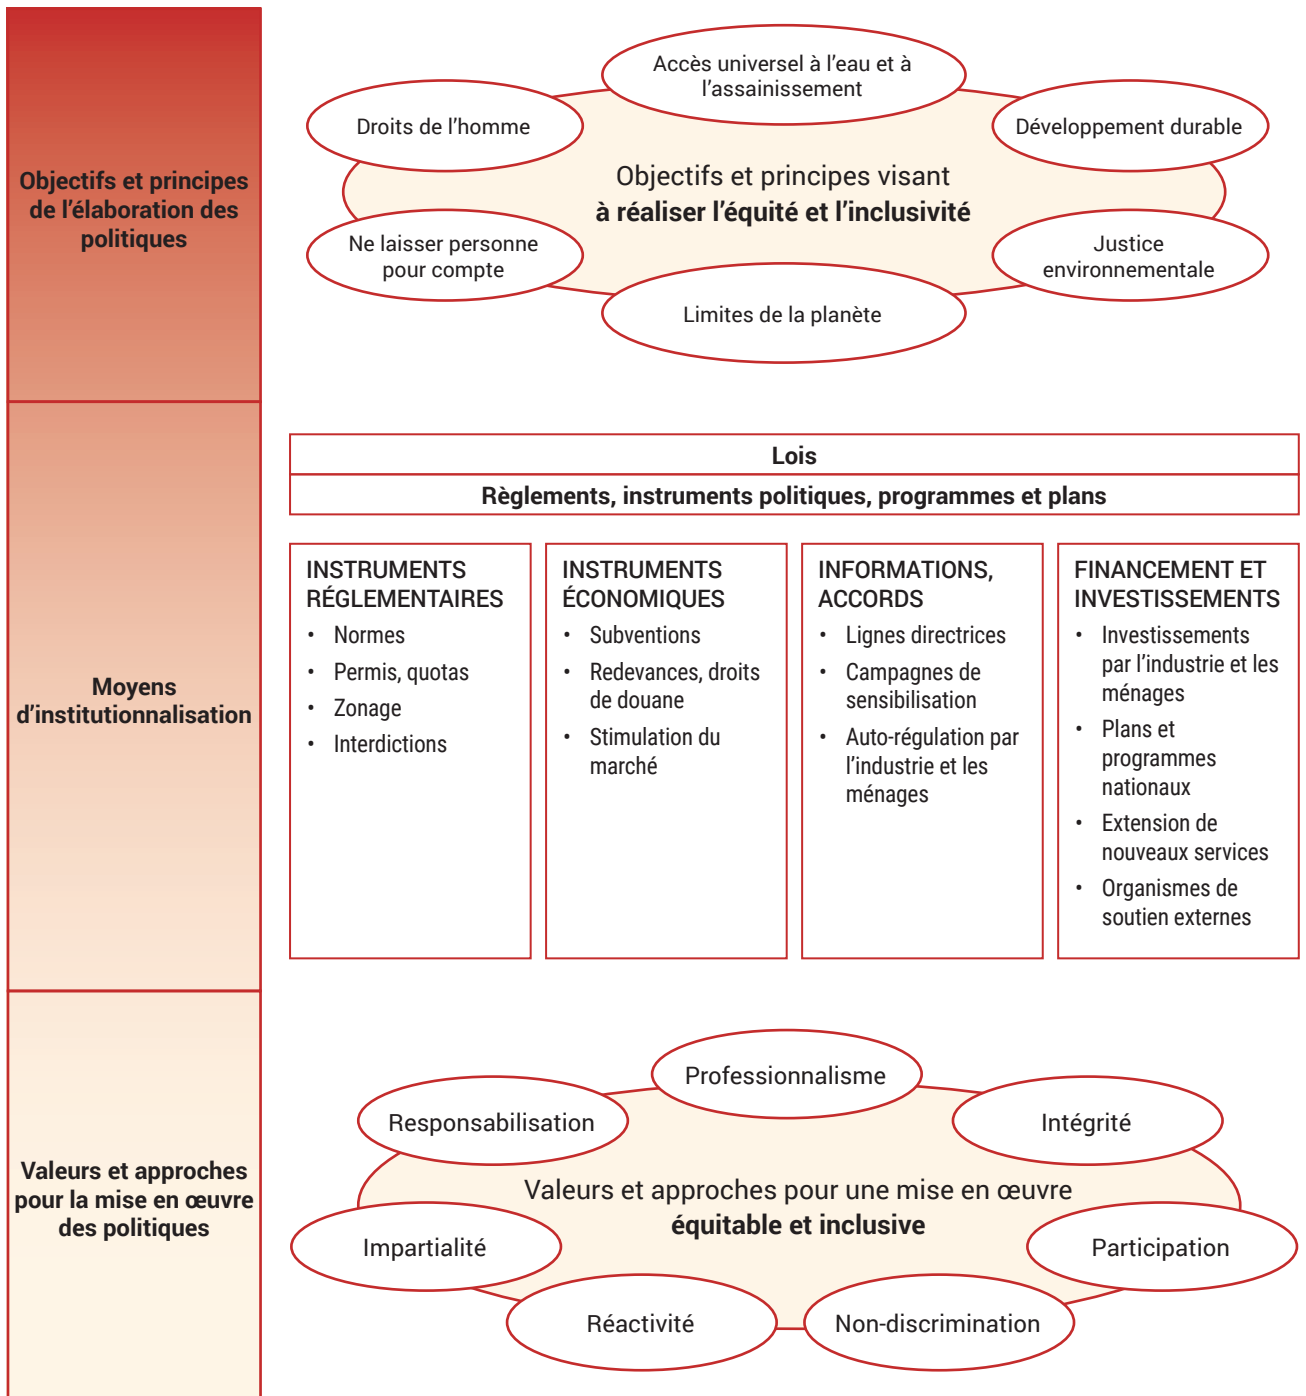 Objectifs et principes
de l’élaboration des
politiques
Accès universel à l’eau et à
l’assainissement
Droits de l’homme
Développement durable
Objectifs et principes visant
à réaliser l’équité et l’inclusivité
Ne laisser personne
pour compte
Justice
environnementale
Limites de la planète
Moyens
d’institutionnalisation
Lois
Règlements, instruments politiques, programmes et plans
INSTRUMENTS
RÉGLEMENTAIRES
• Normes
• Permis, quotas
• Zonage
• Interdictions
INSTRUMENTS
ÉCONOMIQUES
• Subventions
• Redevances, droits
de douane
• Stimulation du
marché
INFORMATIONS,
ACCORDS
• Lignes directrices
• Campagnes de
sensibilisation
• Auto-régulation par
l’industrie et les
ménages
FINANCEMENT ET
INVESTISSEMENTS
• Investissements
par l’industrie et les
ménages
• Plans et
programmes
nationaux
• Extension de
nouveaux services
• Organismes de
soutien externes
Valeurs et approches
pour la mise en œuvre
des politiques
Professionnalisme
Responsabilisation
Intégrité
Valeurs et approches pour une mise en œuvre
équitable et inclusive
Impartialité
Participation
Réactivité
Non-discrimination